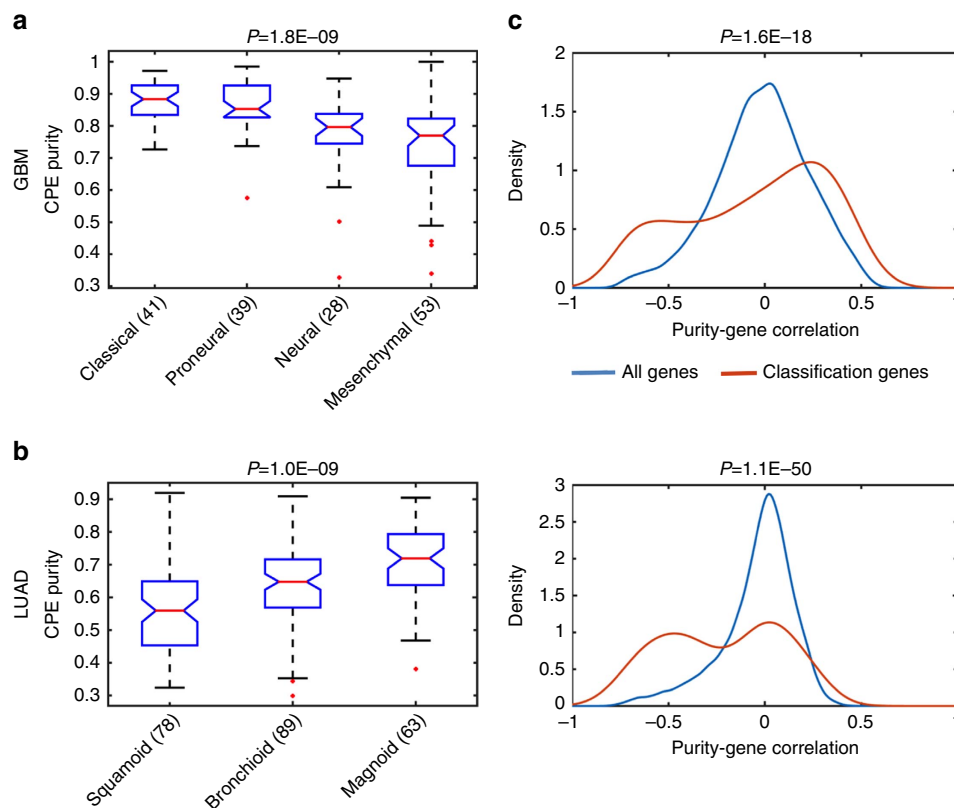 a
P=1.8E–09
1
0.9
0.8
0.7
0.6
0.5
0.4
0.3
GBM
CPE purity
Classical (41)
Proneural (39)
Neural (28)
Mesenchymal (53)
c
P=1.6E–18
2
1.5
1
0.5
0
Density
–1
–0.5
0
0.5
1
Purity-gene correlation
All genes
Classification genes
b
P=1.0E–09
0.9
0.8
0.7
0.6
0.5
0.4
0.3
LUAD
CPE purity
Squamoid (78)
Bronchioid (89)
Magnoid (63)
P=1.1E–50
3
2.5
2
1.5
1
0.5
0
Density
–1
–0.5
0
0.5
1
Purity-gene correlation